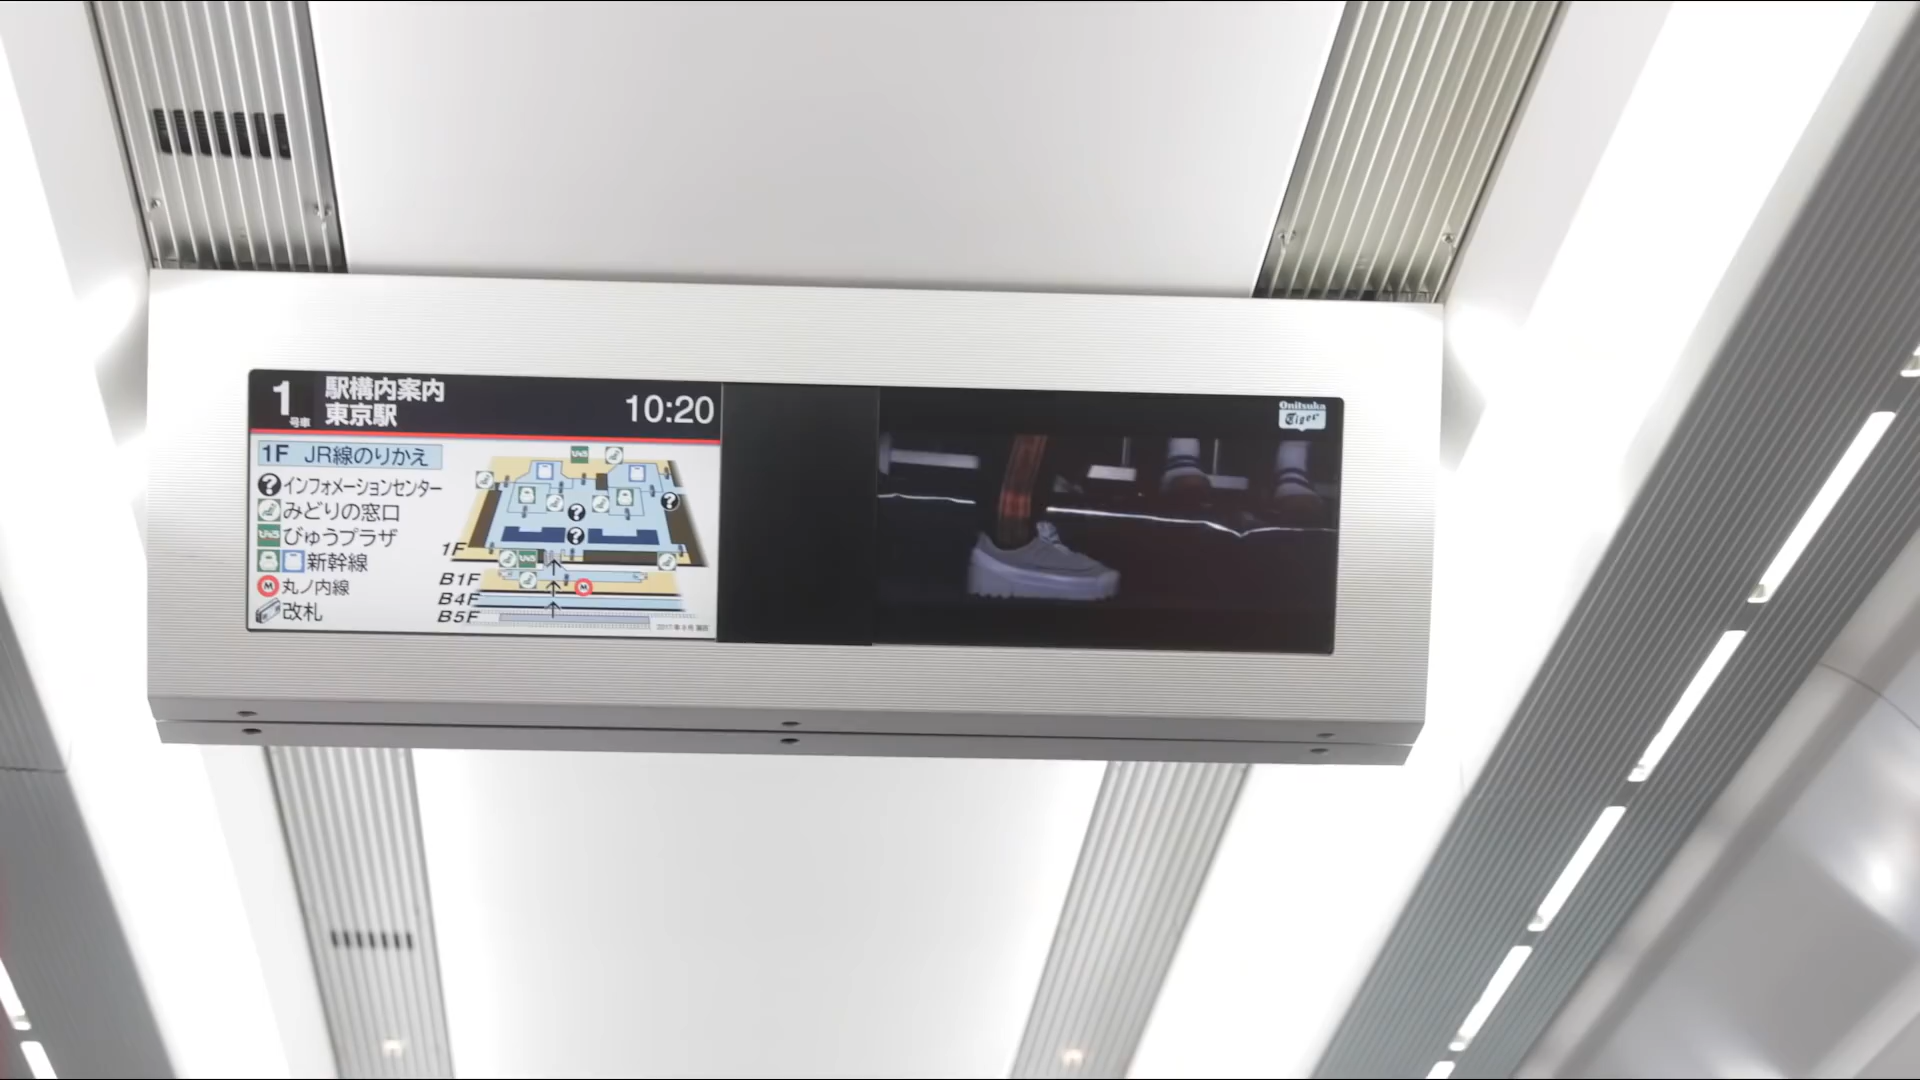 1号車
駅構内案内
東京駅
10:20
1F JR線のりかえ
?インフォメーションセンター
みどりの窓口
びゅうプラザ
新幹線
M 丸ノ内線
改札
1F
B1F
B4F
B5F
Onitsuka
Tiger